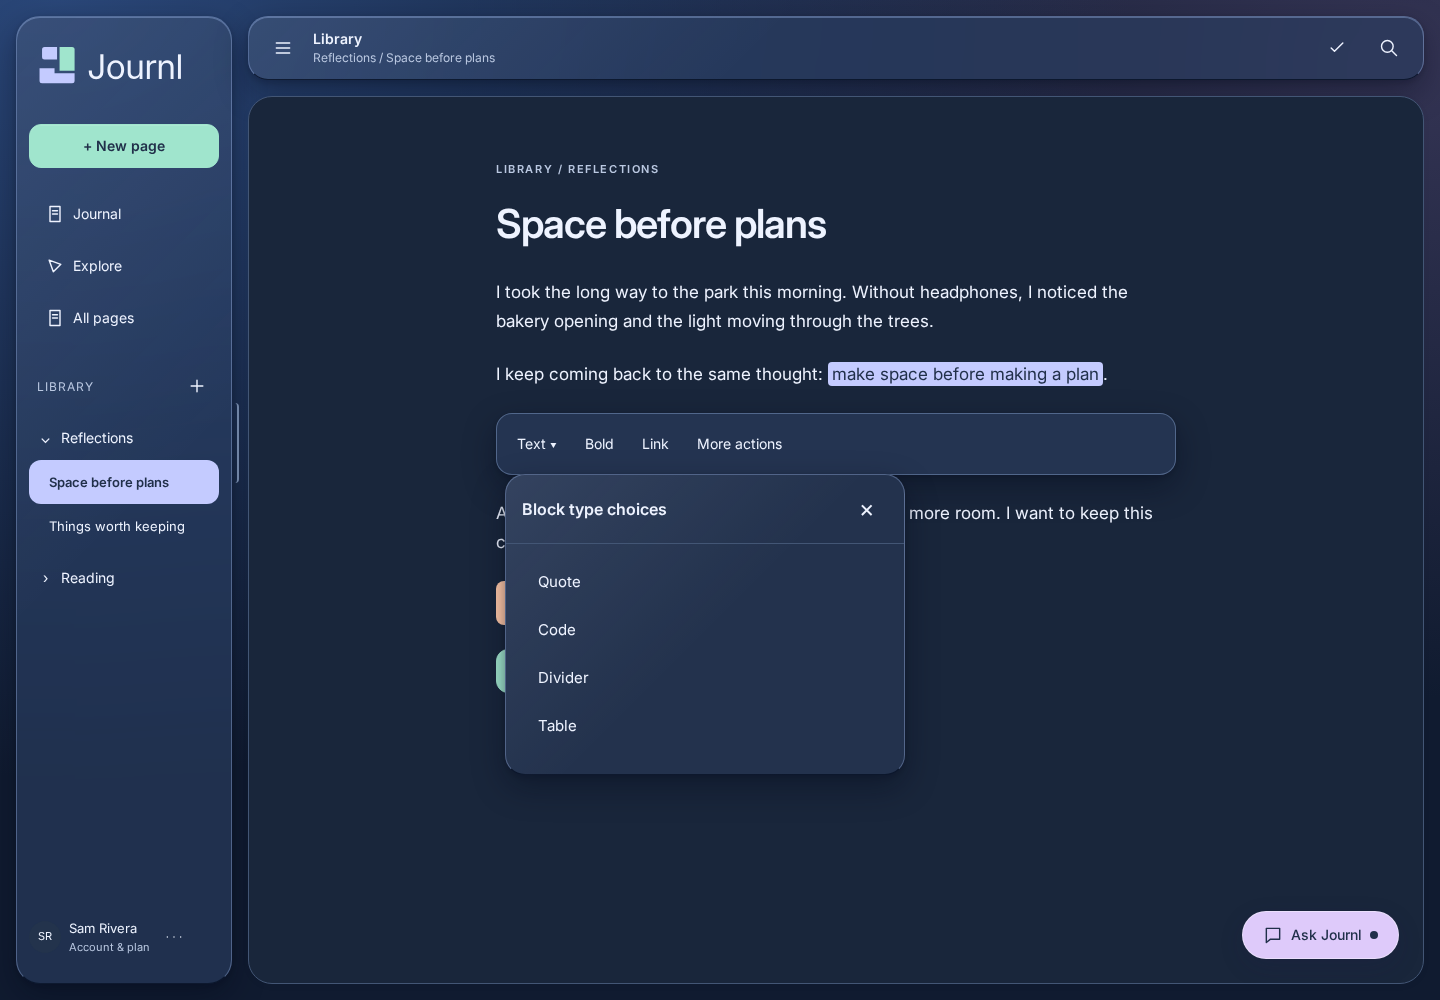 Journl
+ New page
Journal
Explore
All pages
LIBRARY
Reflections
Space before plans
Things worth keeping
Reading
SR
Sam Rivera
Account & plan
Library
Reflections / Space before plans
LIBRARY / REFLECTIONS
Space before plans
I took the long way to the park this morning. Without headphones, I noticed the
bakery opening and the light moving through the trees.
I keep coming back to the same thought: make space before making a plan.
Text Bold Link More actions
more room. I want to keep this
Block type choices
Quote
Code
Divider
Table
Ask Journl